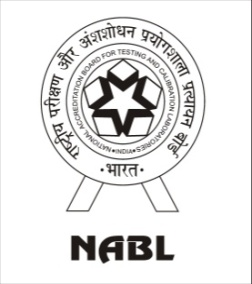 राष्ट्रीय परीक्षण और अंशशोधन प्रयोगशाला प्रत्यायन बोर्ड
NATIONAL ACCREDITATION BOARD FOR TESTING AND CALIBRATION LABORATORIES
•INDIA•
•भारत•
NABL